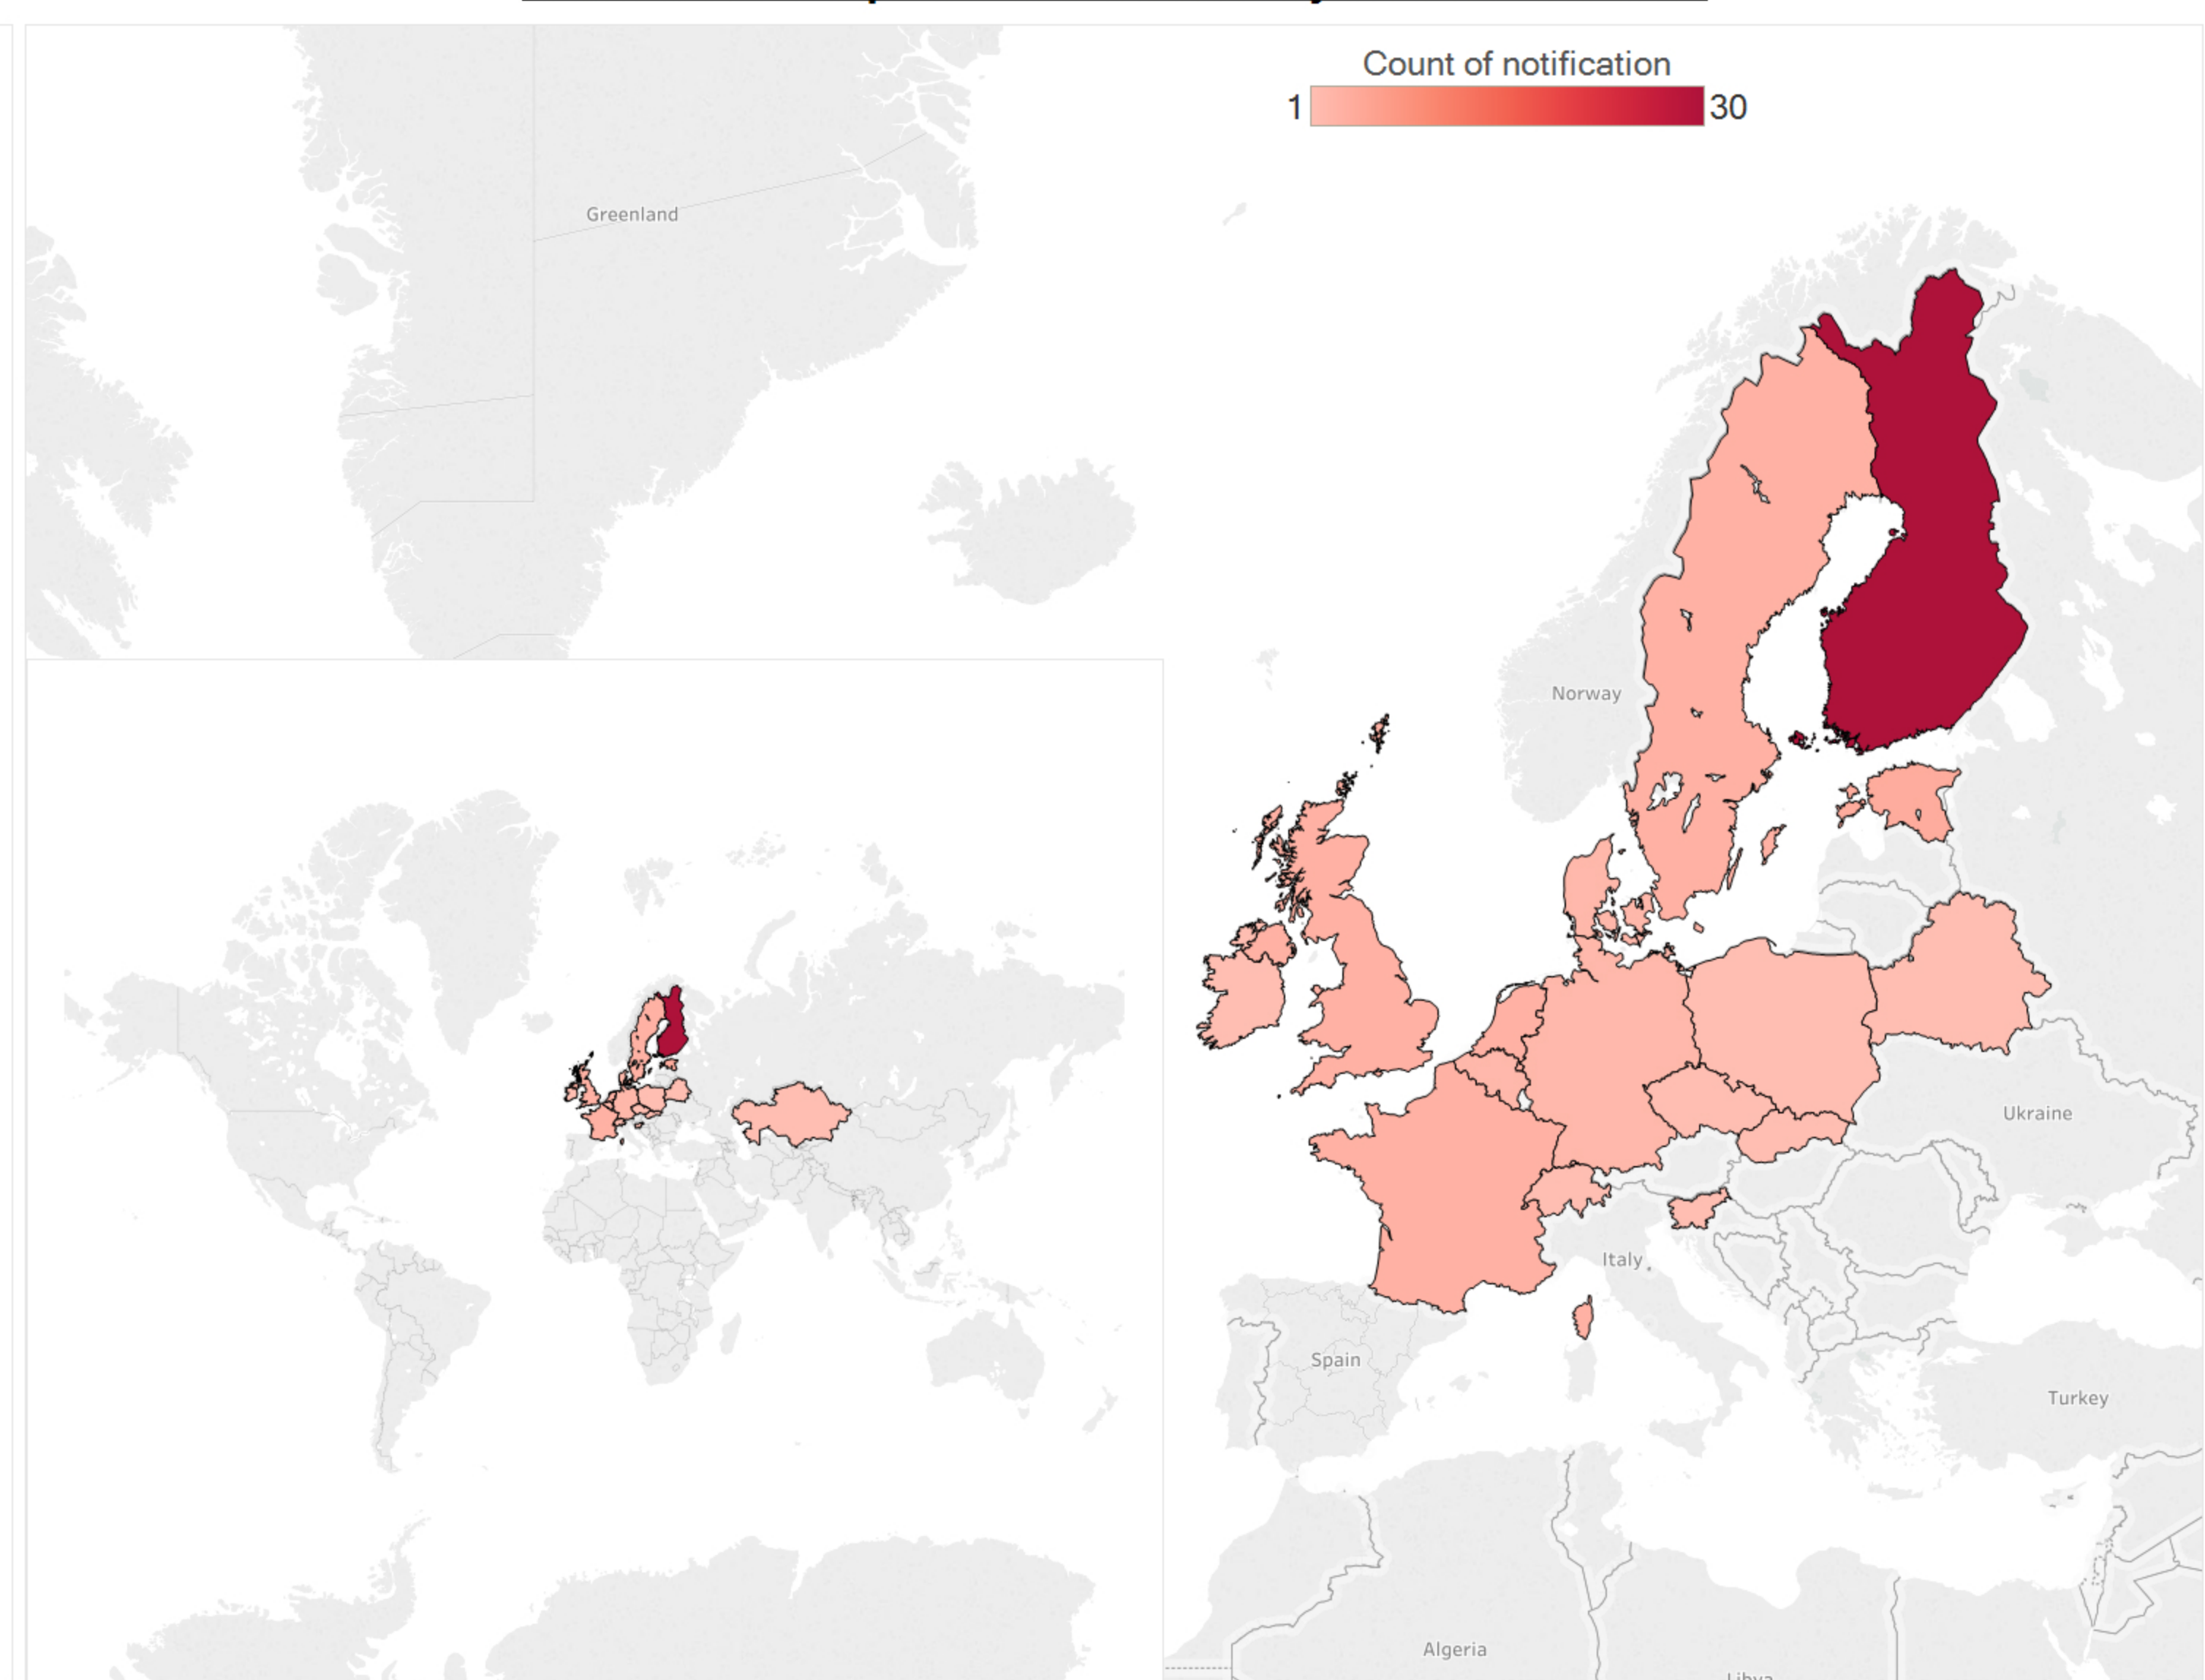 Count of notification
1 30
Greenland
Norway
Ukraine
Italy
Spain
Turkey
Algeria